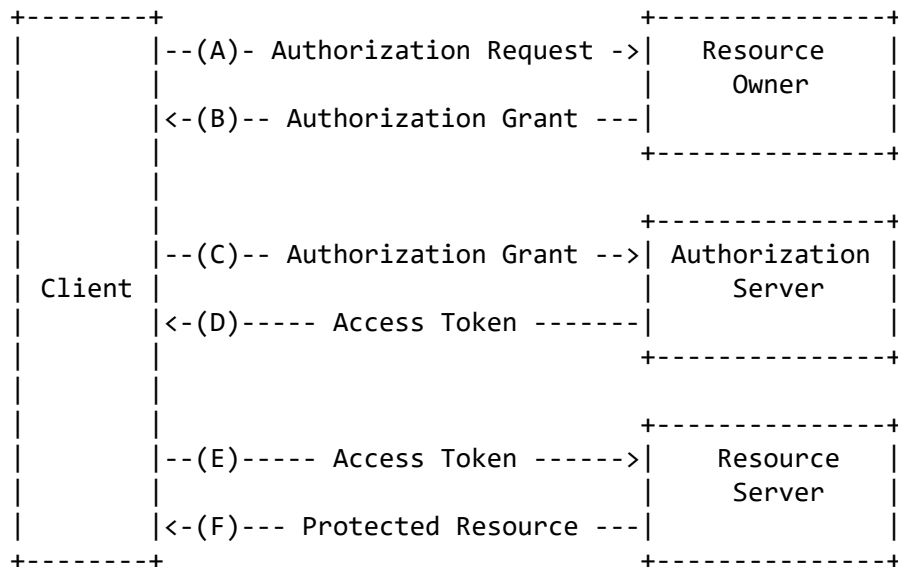 --(A)- Authorization Request ->
Resource
Owner
<-(B)-- Authorization Grant ---
--(C)-- Authorization Grant -->
Authorization
Server
Client
<-(D)----- Access Token -------
--(E)----- Access Token ------>
Resource
Server
<-(F)--- Protected Resource ---